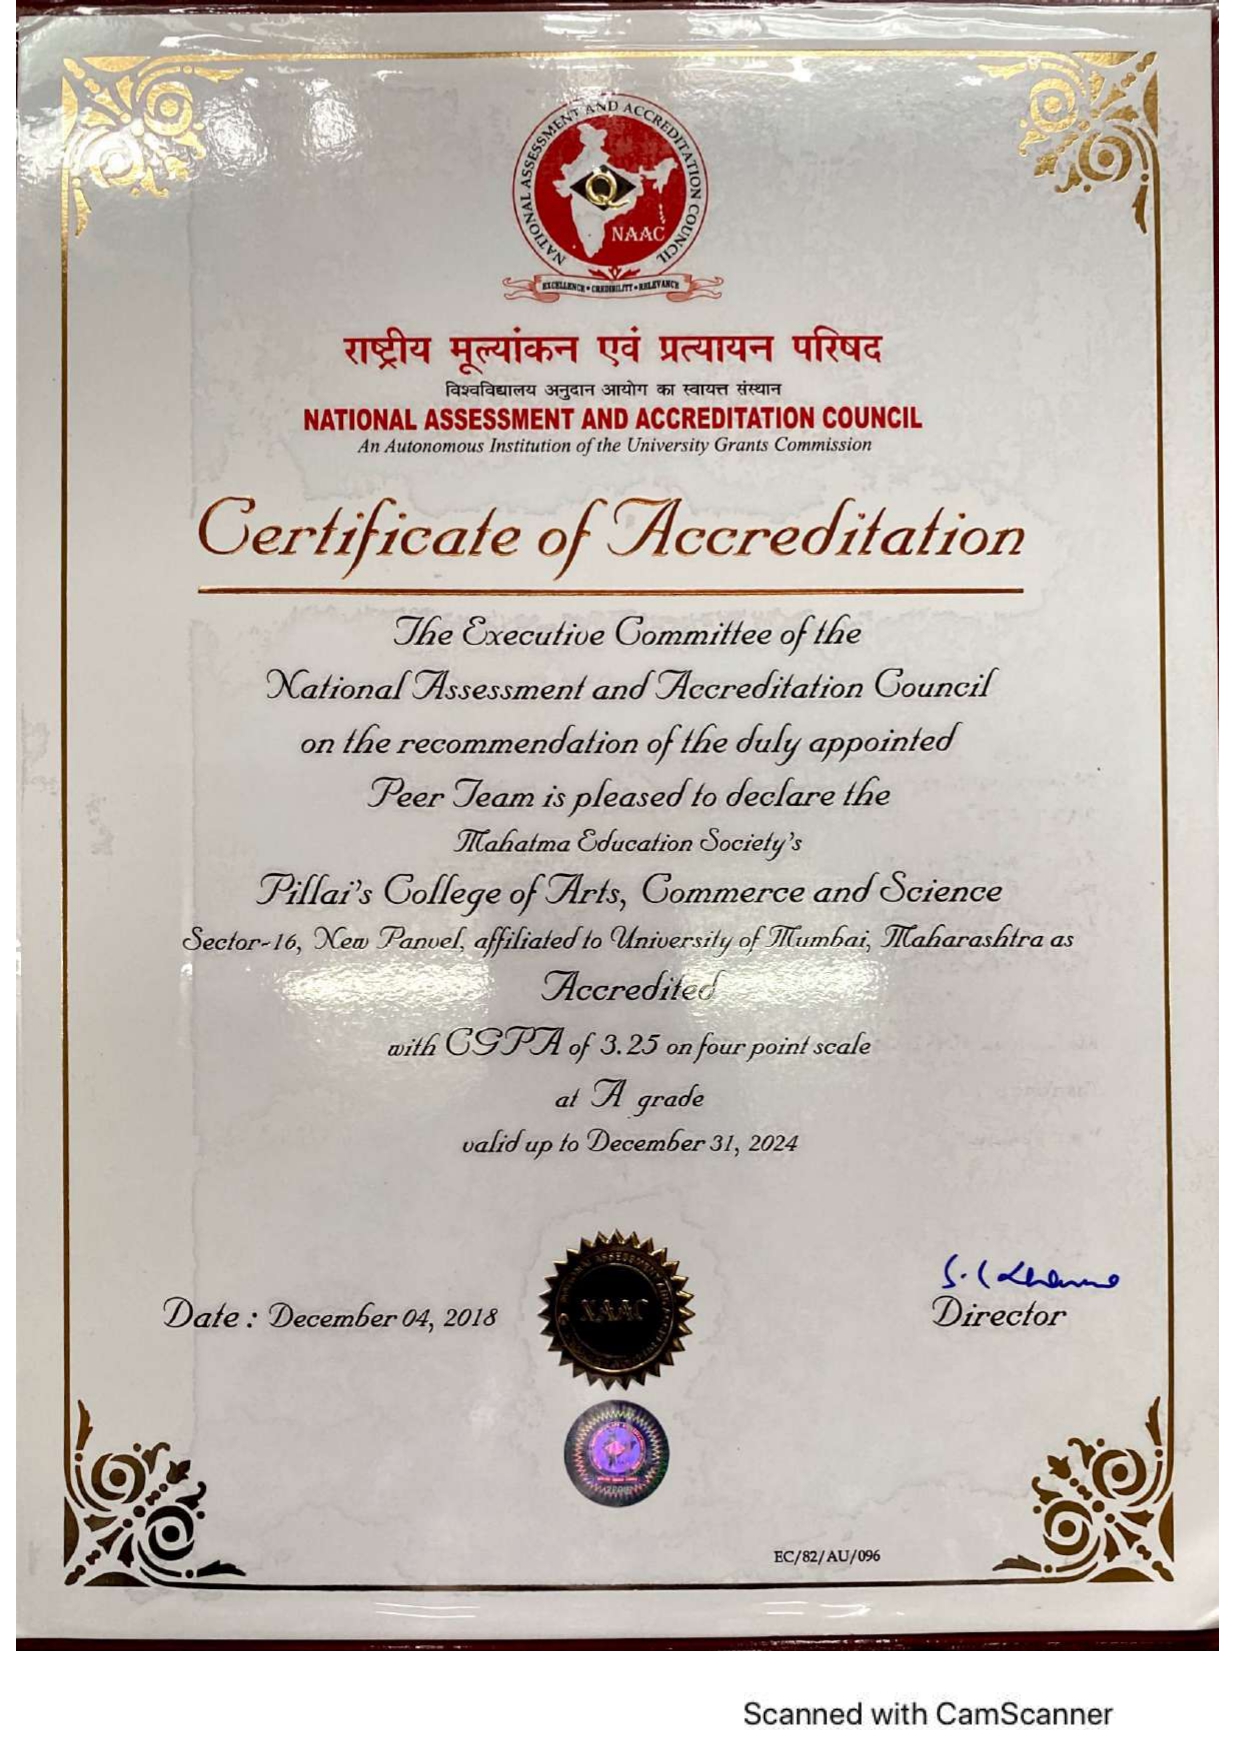 NATIONAL ASSESSMENT AND ACCREDITATION COUNCIL
Q
NAAC
EXCELLENCE • CREDIBILITY • RELEVANCE
राष्ट्रीय मूल्यांकन एवं प्रत्यायन परिषद
विश्वविद्यालय अनुदान आयोग का स्वायत्त संस्थान
NATIONAL ASSESSMENT AND ACCREDITATION COUNCIL
An Autonomous Institution of the University Grants Commission
Certificate of Accreditation
The Executive Committee of the
National Assessment and Accreditation Council
on the recommendation of the duly appointed
Peer Team is pleased to declare the
Mahatma Education Society's
Pillai's College of Arts, Commerce and Science
Sector-16, New Panvel, affiliated to University of Mumbai, Maharashtra as
Accredited
with CGPA of 3.25 on four point scale
at A grade
valid up to December 31, 2024
Date : December 04, 2018
NAAC
Director
EC/82/AU/096
Scanned with CamScanner